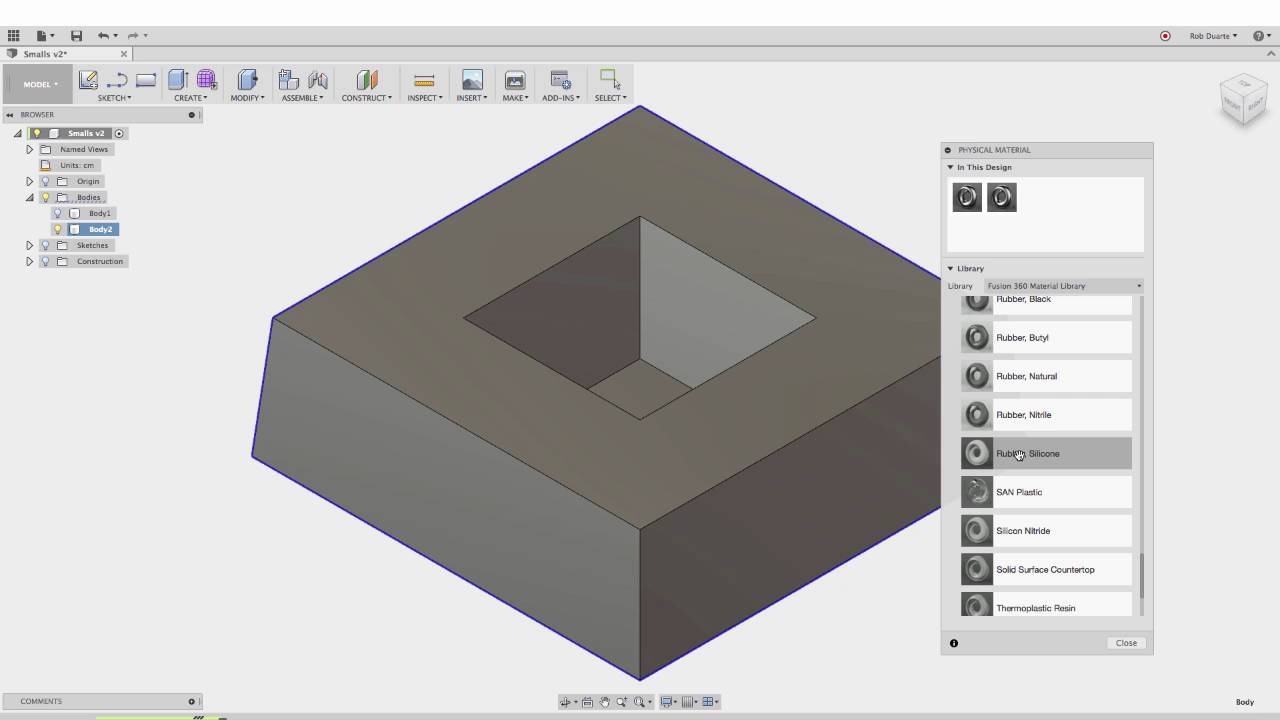 Rob Duarte
Smalls v2*
MODEL
SKETCH
CREATE
MODIFY
ASSEMBLE
CONSTRUCT
INSPECT
INSERT
MAKE
ADD-INS
SELECT
FRONT
RIGHT
BROWSER
Smalls v2
Named Views
Units: cm
Origin
Bodies
Body1
Body2
Sketches
Construction
PHYSICAL MATERIAL
In This Design
Library
Library Fusion 360 Material Library
Rubber, Black
Rubber, Butyl
Rubber, Natural
Rubber, Nitrile
Rubber, Silicone
SAN Plastic
Silicon Nitride
Solid Surface Countertop
Thermoplastic Resin
Close
COMMENTS
Body